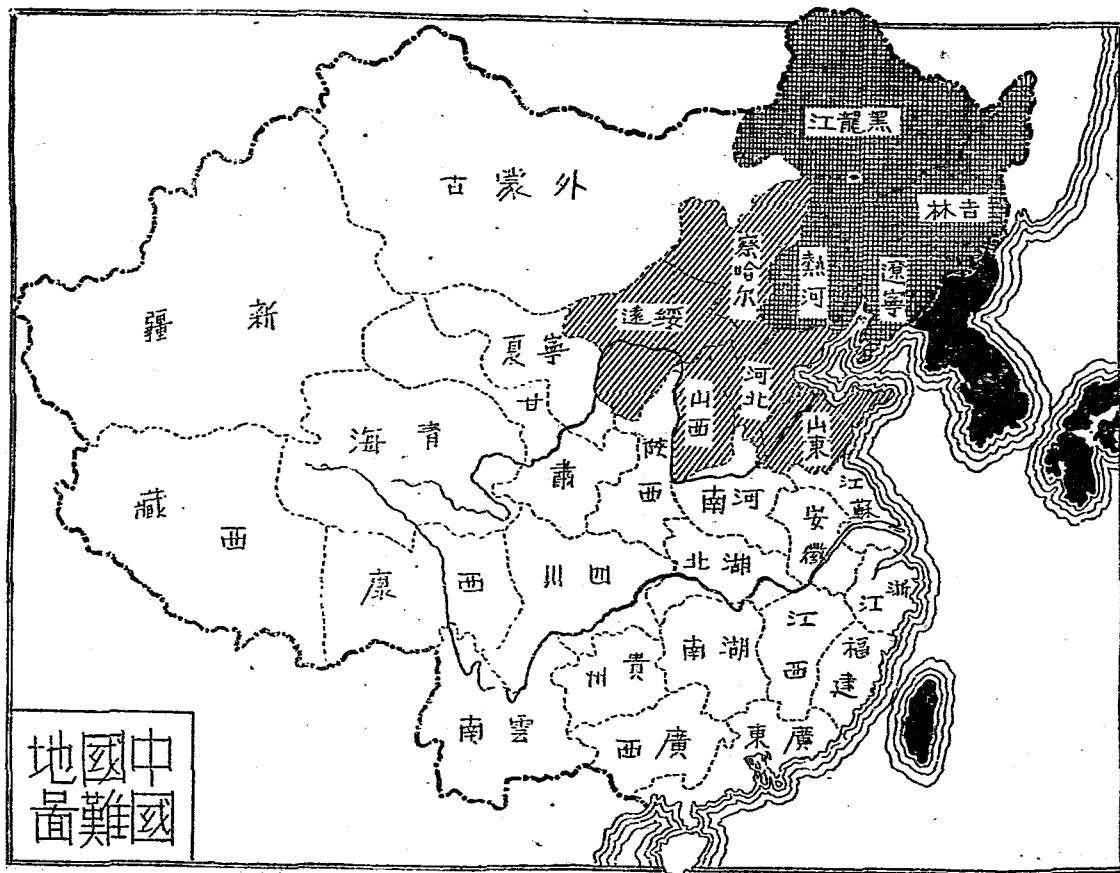 黑龍江
吉林
外蒙古
察哈尔
熱河
遼寧
新疆
綏遠
寧夏
甘肅
山西
河北
山東
青海
陝西
西藏
河南
江蘇
安徽
西康
四川
湖北
浙江
江西
湖南
福建
貴州
雲南
廣西
廣東
中國
國難
地啚